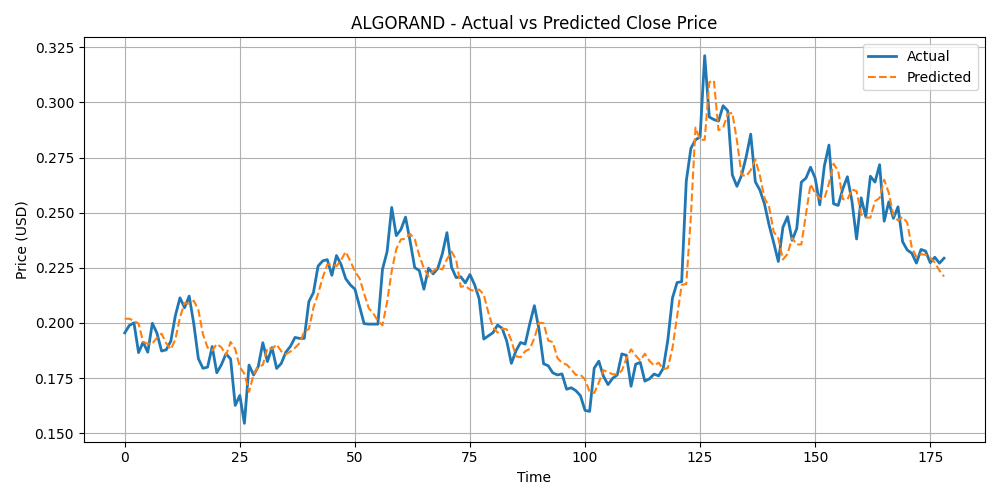 ALGORAND - Actual vs Predicted Close Price
Actual
Predicted
Price (USD)
0.325
0.300
0.275
0.250
0.225
0.200
0.175
0.150
0 25 50 75 100 125 150 175
Time